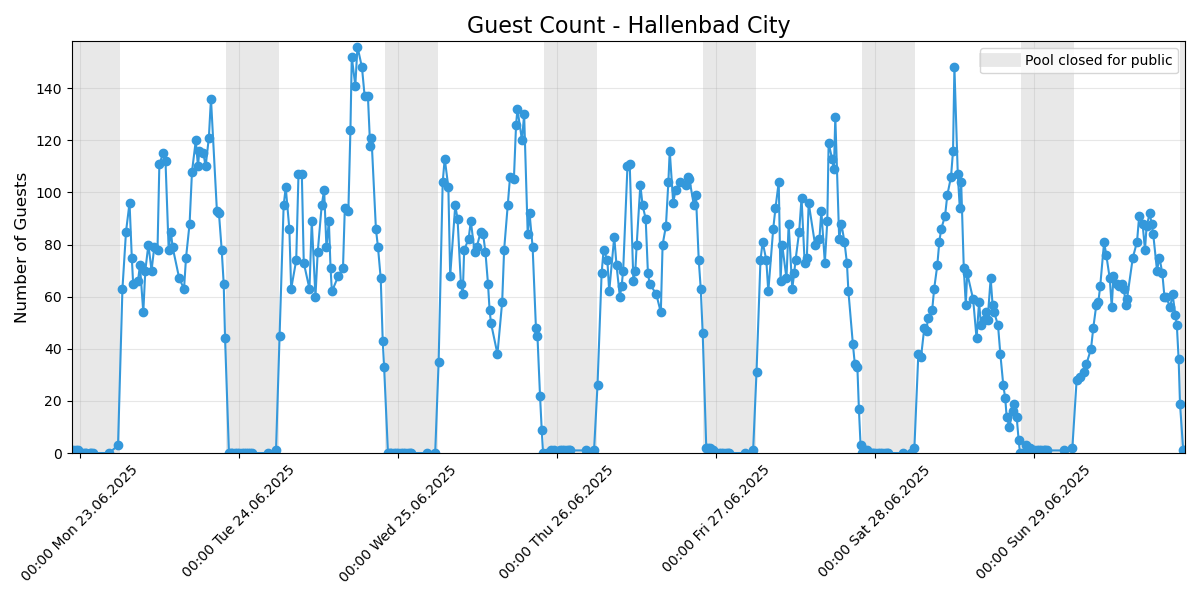 Guest Count - Hallenbad City
Pool closed for public
Number of Guests
140
120
100
80
60
40
20
0
00:00 Mon 23.06.2025
00:00 Tue 24.06.2025
00:00 Wed 25.06.2025
00:00 Thu 26.06.2025
00:00 Fri 27.06.2025
00:00 Sat 28.06.2025
00:00 Sun 29.06.2025